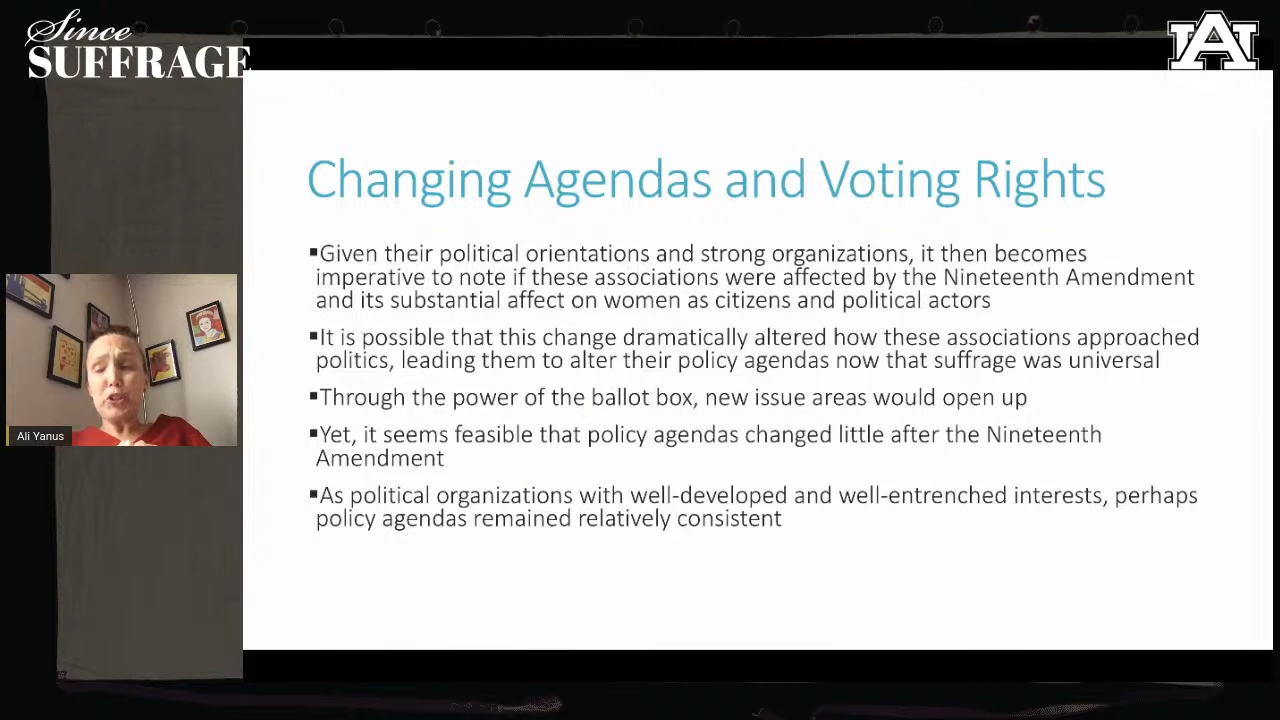 Since
SUFFRAGE
Changing Agendas and Voting Rights
▪Given their political orientations and strong organizations, it then becomes
imperative to note if these associations were affected by the Nineteenth Amendment
and its substantial affect on women as citizens and political actors
▪It is possible that this change dramatically altered how these associations approached
politics, leading them to alter their policy agendas now that suffrage was universal
▪Through the power of the ballot box, new issue areas would open up
▪Yet, it seems feasible that policy agendas changed little after the Nineteenth
Amendment
▪As political organizations with well-developed and well-entrenched interests, perhaps
policy agendas remained relatively consistent
Ali Yanus